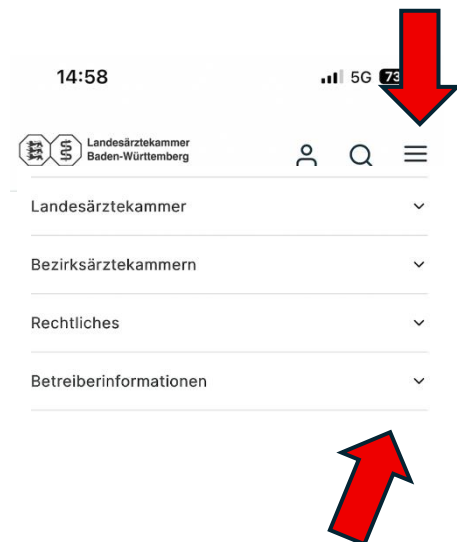 14:58 5G 73
Landesärztekammer
Baden-Württemberg
Landesärztekammer
Bezirksärztekammern
Rechtliches
Betreiberinformationen